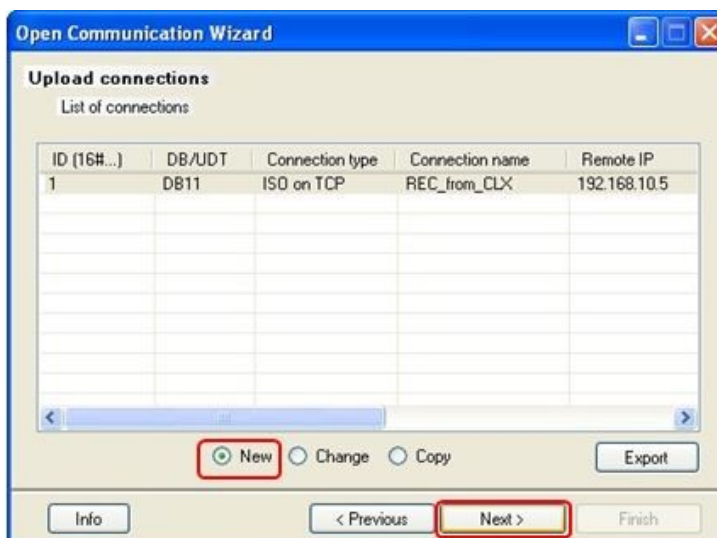 Open Communication Wizard
Upload connections
List of connections
ID (16#...) DB/UDT Connection type Connection name Remote IP
1 DB11 ISO on TCP REC_from_CLX 192.168.10.5
New Change Copy Export
Info < Previous Next > Finish